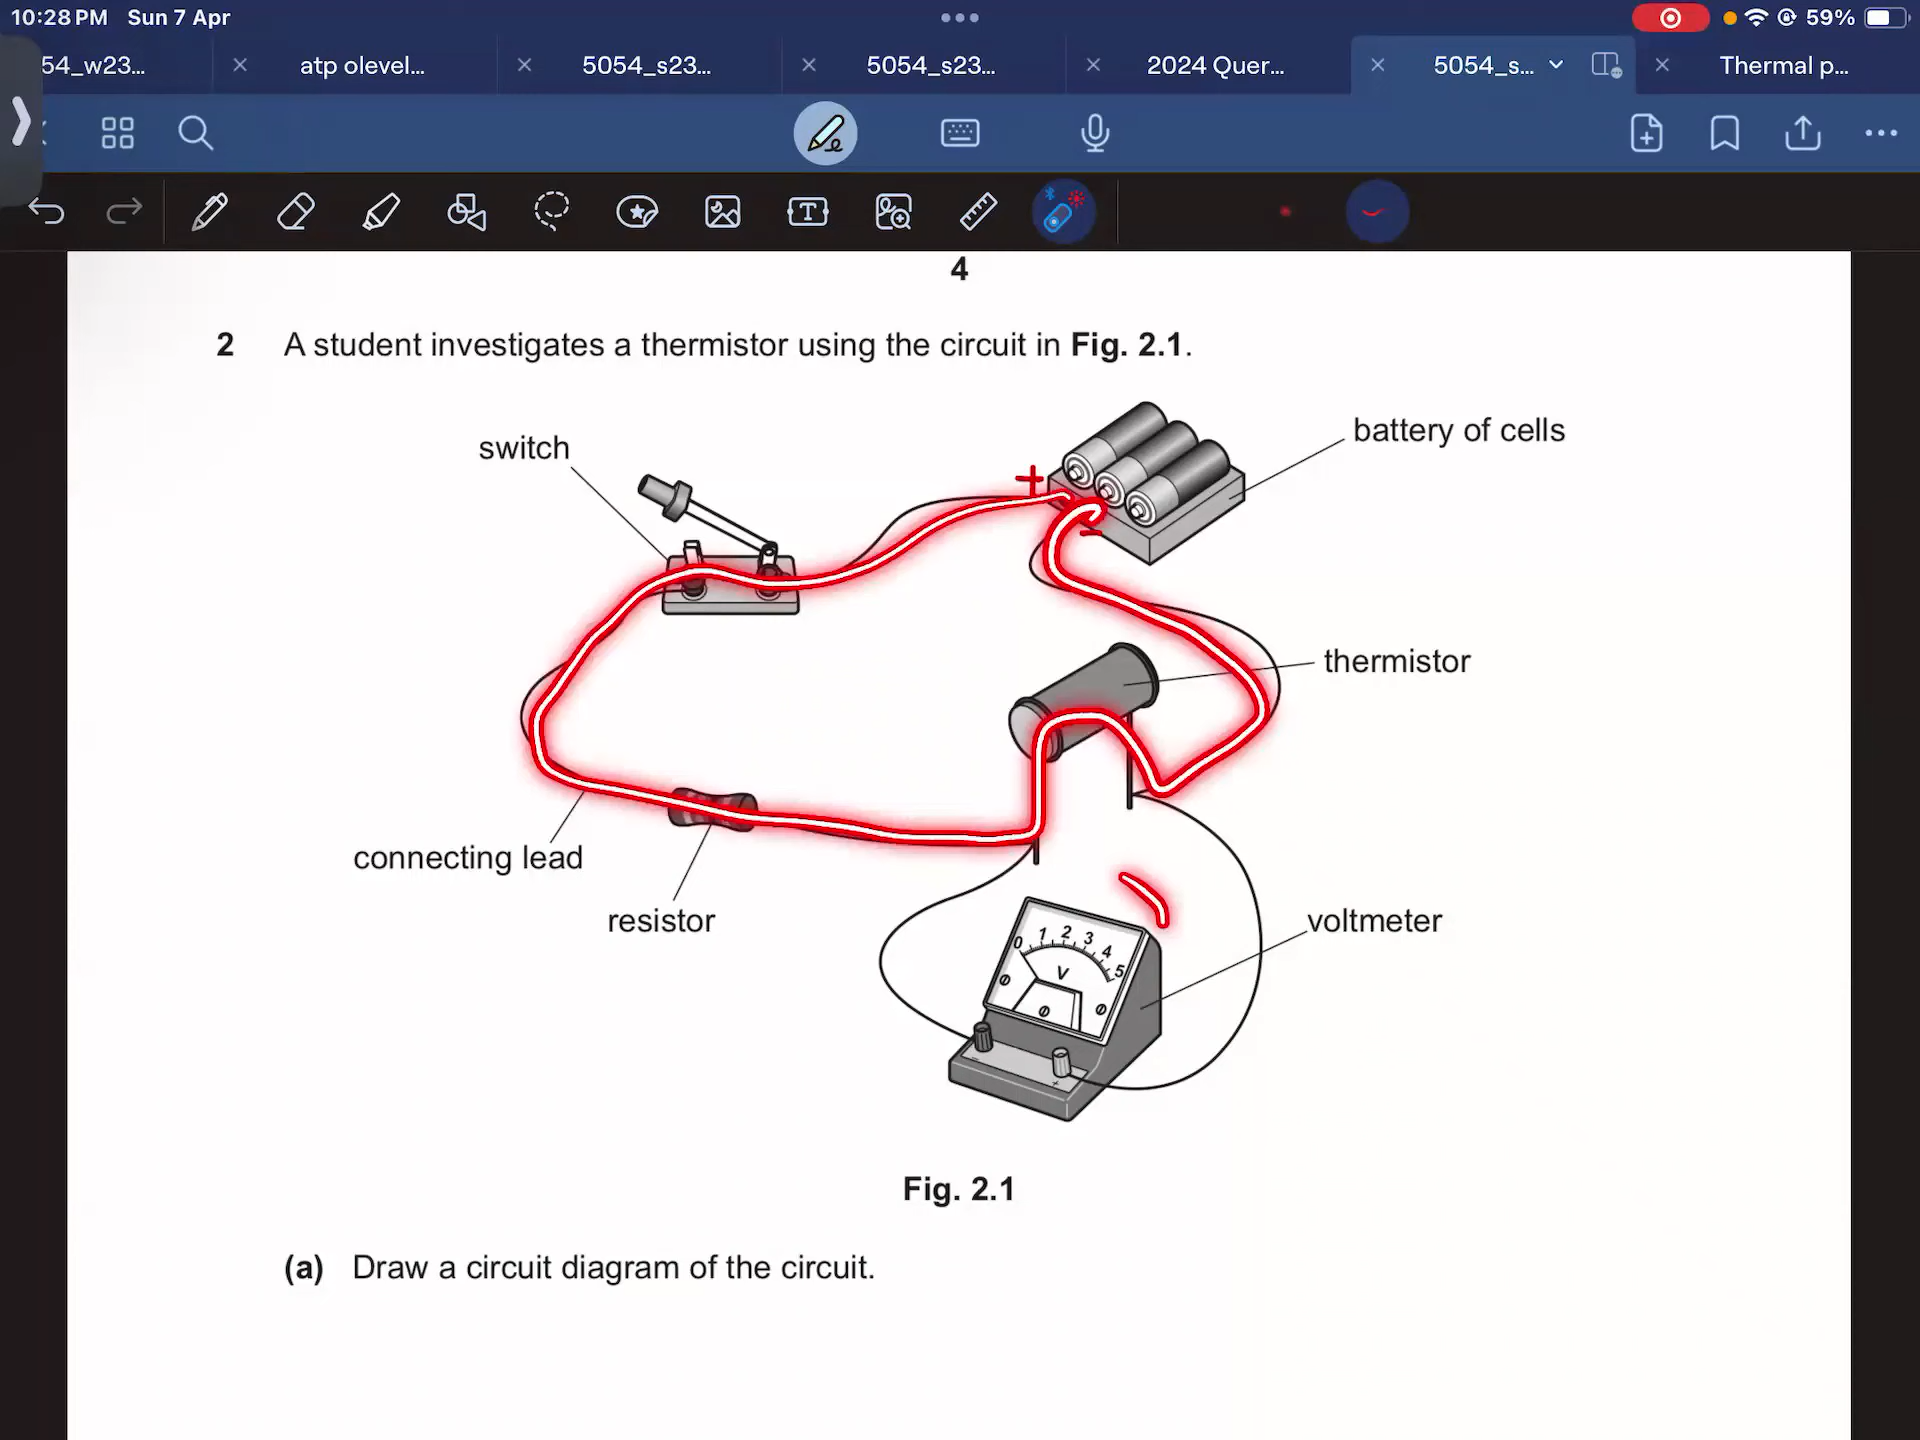 10:28 PM Sun 7 Apr
59%
54_w23...
atp olevel...
5054_s23...
5054_s23...
2024 Quer...
5054_s...
Thermal p...
4
2 A student investigates a thermistor using the circuit in Fig. 2.1.
switch
battery of cells
+
-
thermistor
connecting lead
resistor
voltmeter
0 1 2 3 4 5
V
- +
Fig. 2.1
(a) Draw a circuit diagram of the circuit.